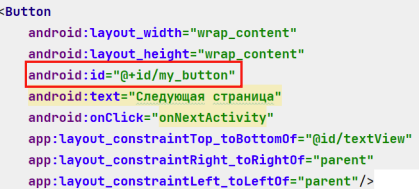 <Button
android:layout_width="wrap_content"
android:layout_height="wrap_content"
android:id="@+id/my_button"
android:text="Следующая страница"
android:onClick="onNextActivity"
app:layout_constraintTop_toBottomOf="@id/textView"
app:layout_constraintRight_toRightOf="parent"
app:layout_constraintLeft_toLeftOf="parent"/>